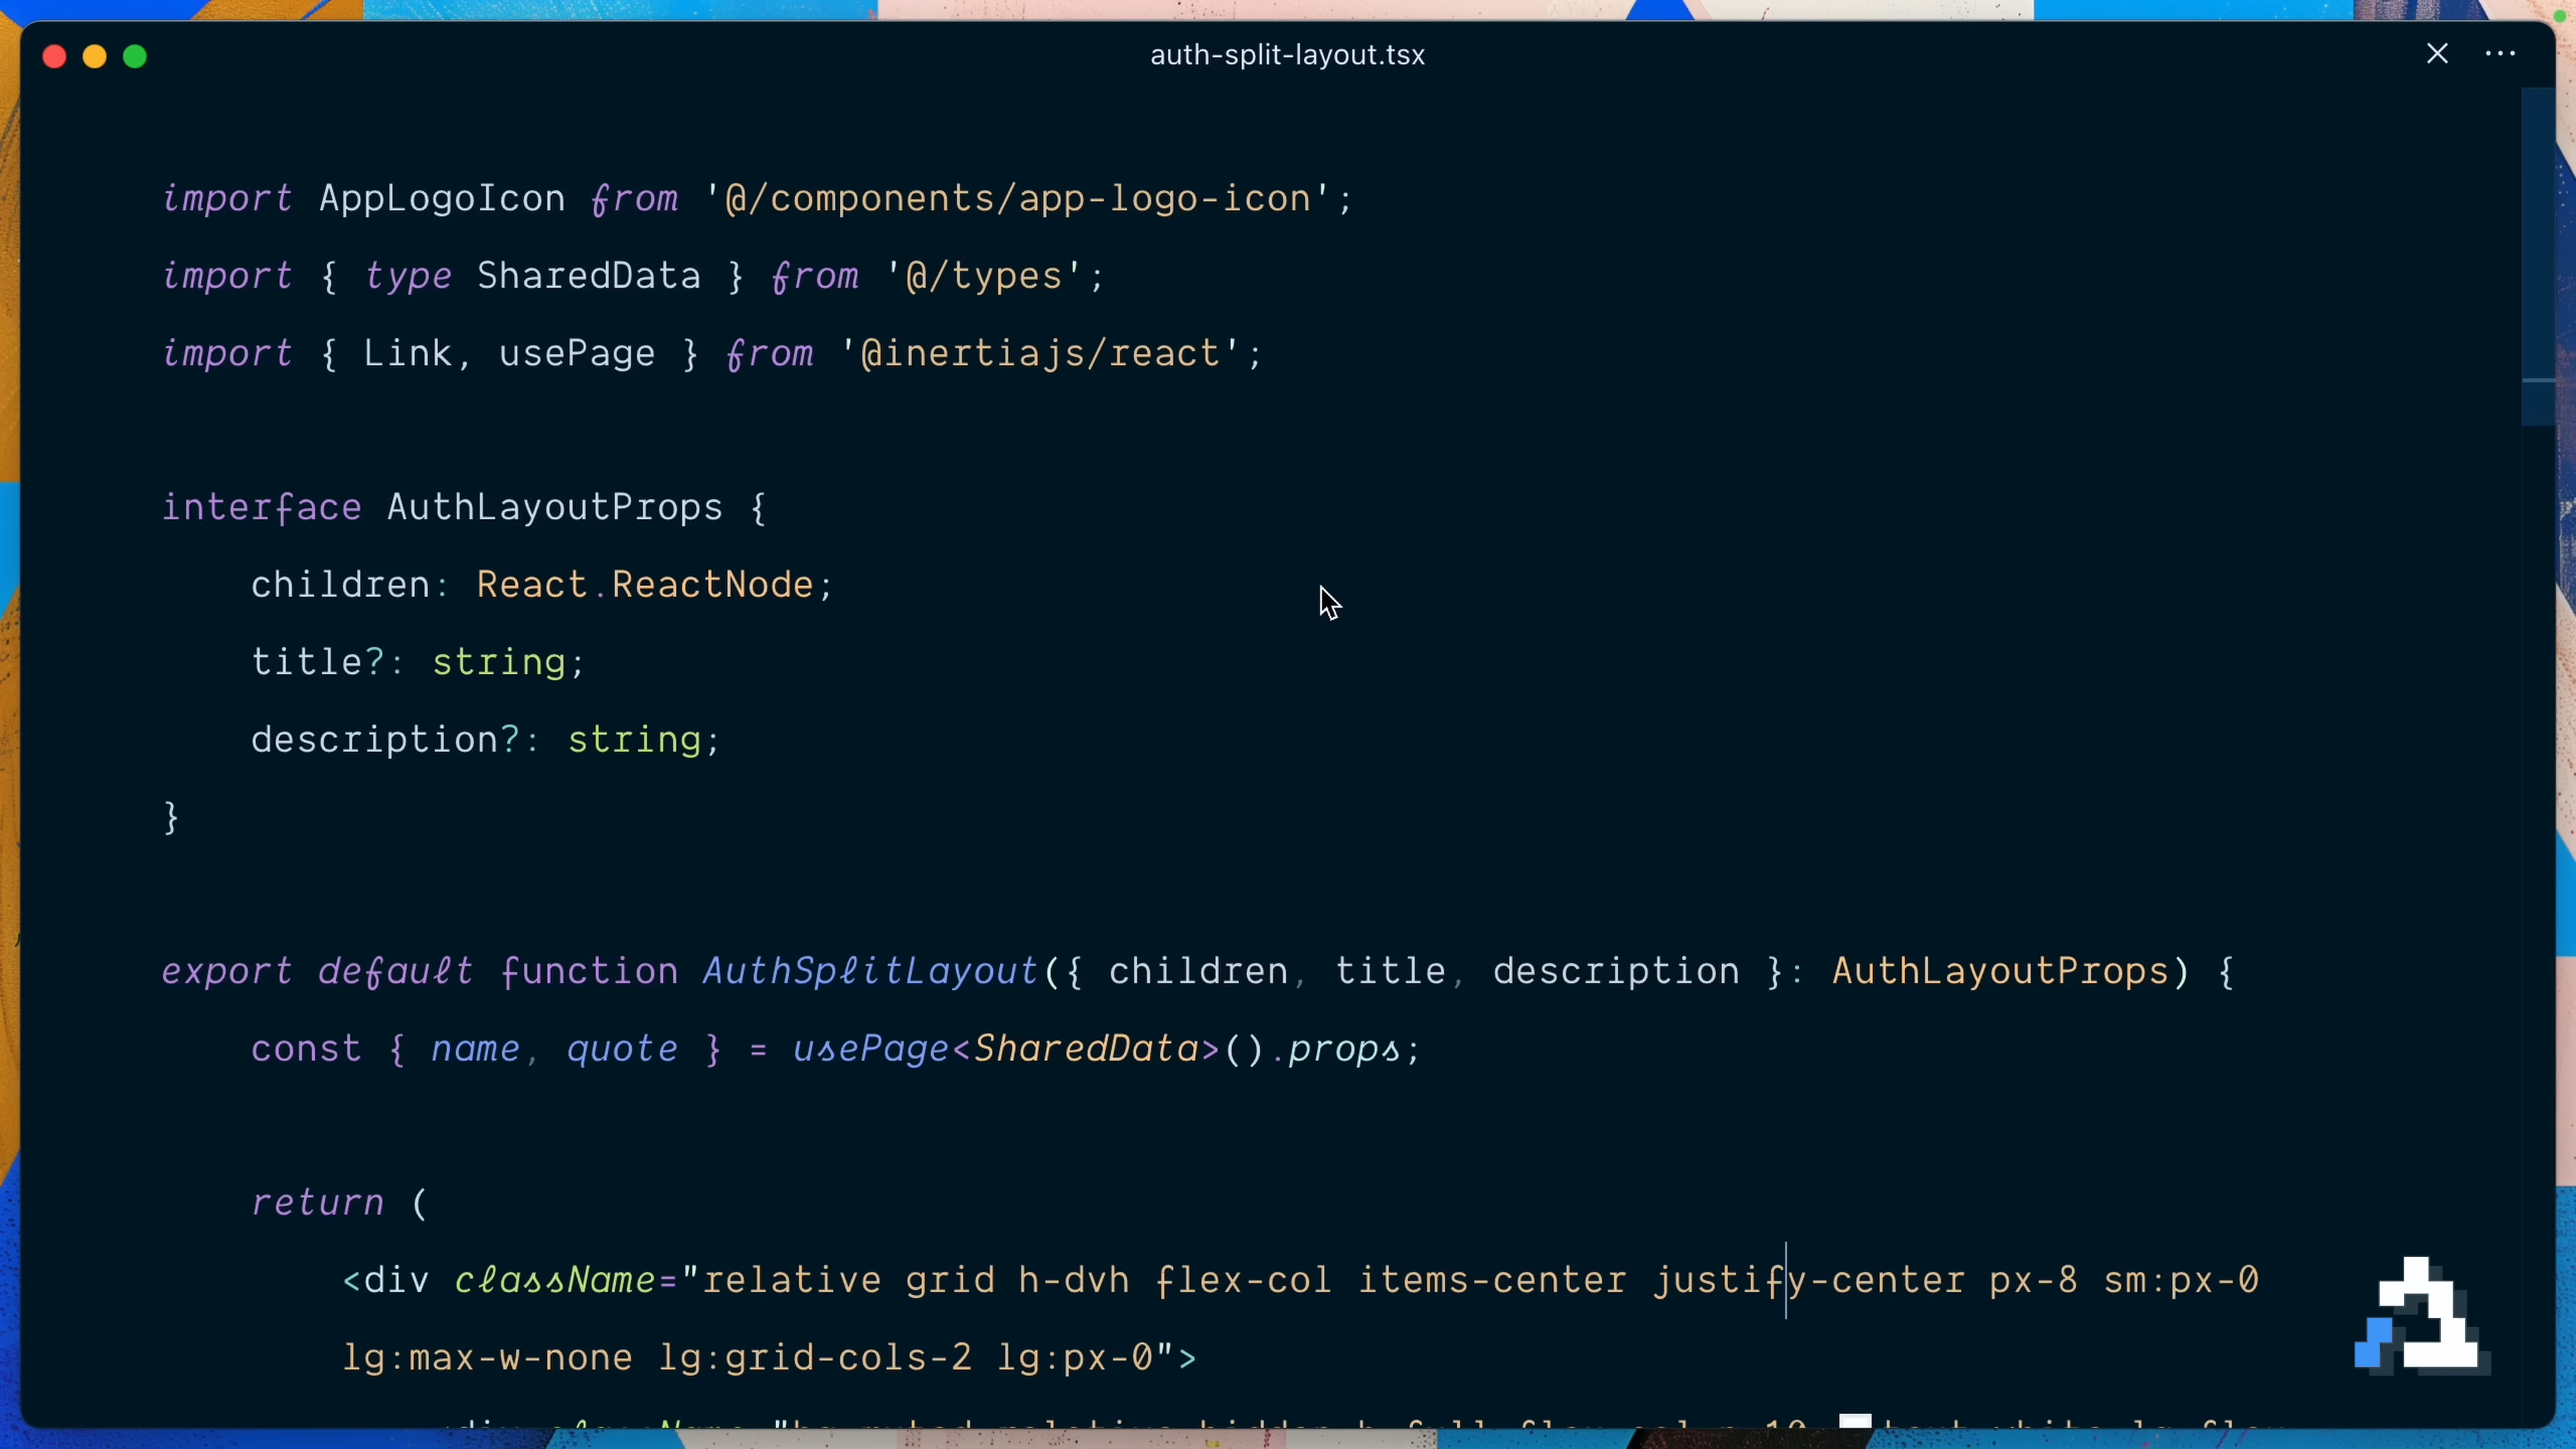 auth-split-layout.tsx
import AppLogoIcon from '@/components/app-logo-icon';
import { type SharedData } from '@/types';
import { Link, usePage } from '@inertiajs/react';
interface AuthLayoutProps {
children: React.ReactNode;
title?: string;
description?: string;
}
export default function AuthSplitLayout({ children, title, description }: AuthLayoutProps) {
const { name, quote } = usePage<SharedData>().props;
return (
<div className="relative grid h-dvh flex-col items-center justify-center px-8 sm:px-0
lg:max-w-none lg:grid-cols-2 lg:px-0">